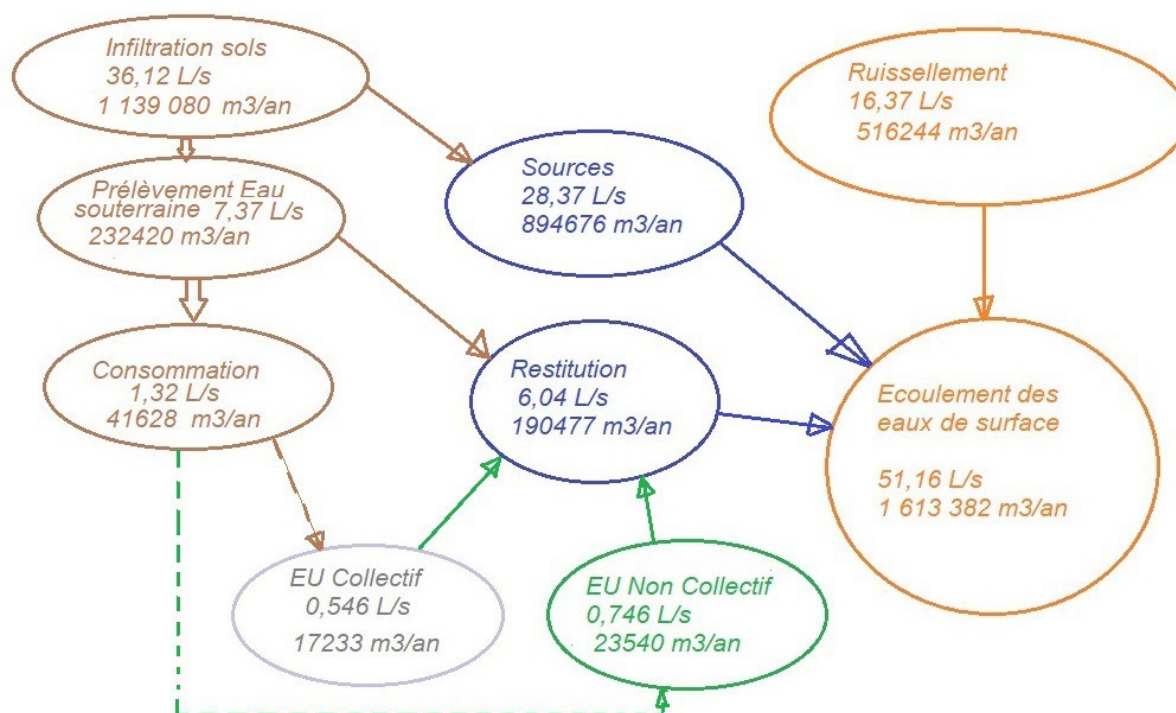 Infiltration sols
36,12 L/s
1 139 080 m3/an
Ruissellement
16,37 L/s
516244 m3/an
Sources
28,37 L/s
894676 m3/an
Prélèvement Eau
souterraine 7,37 L/s
232420 m3/an
Consommation
1,32 L/s
41628 m3/an
Restitution
6,04 L/s
190477 m3/an
Ecoulement des
eaux de surface
51,16 L/s
1 613 382 m3/an
EU Collectif
0,546 L/s
17233 m3/an
EU Non Collectif
0,746 L/s
23540 m3/an